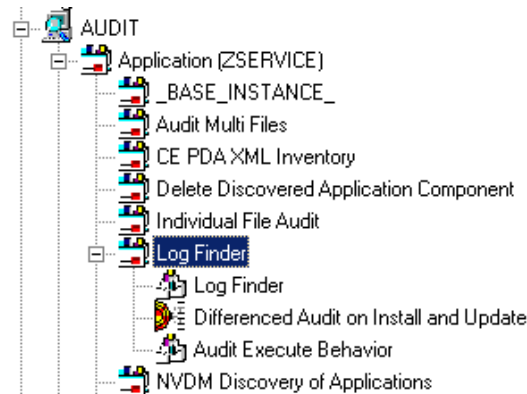 AUDIT
Application (ZSERVICE)
_BASE_INSTANCE_
Audit Multi Files
CE PDA XML Inventory
Delete Discovered Application Component
Individual File Audit
Log Finder
Log Finder
Differenced Audit on Install and Update
Audit Execute Behavior
NVDM Discovery of Applications